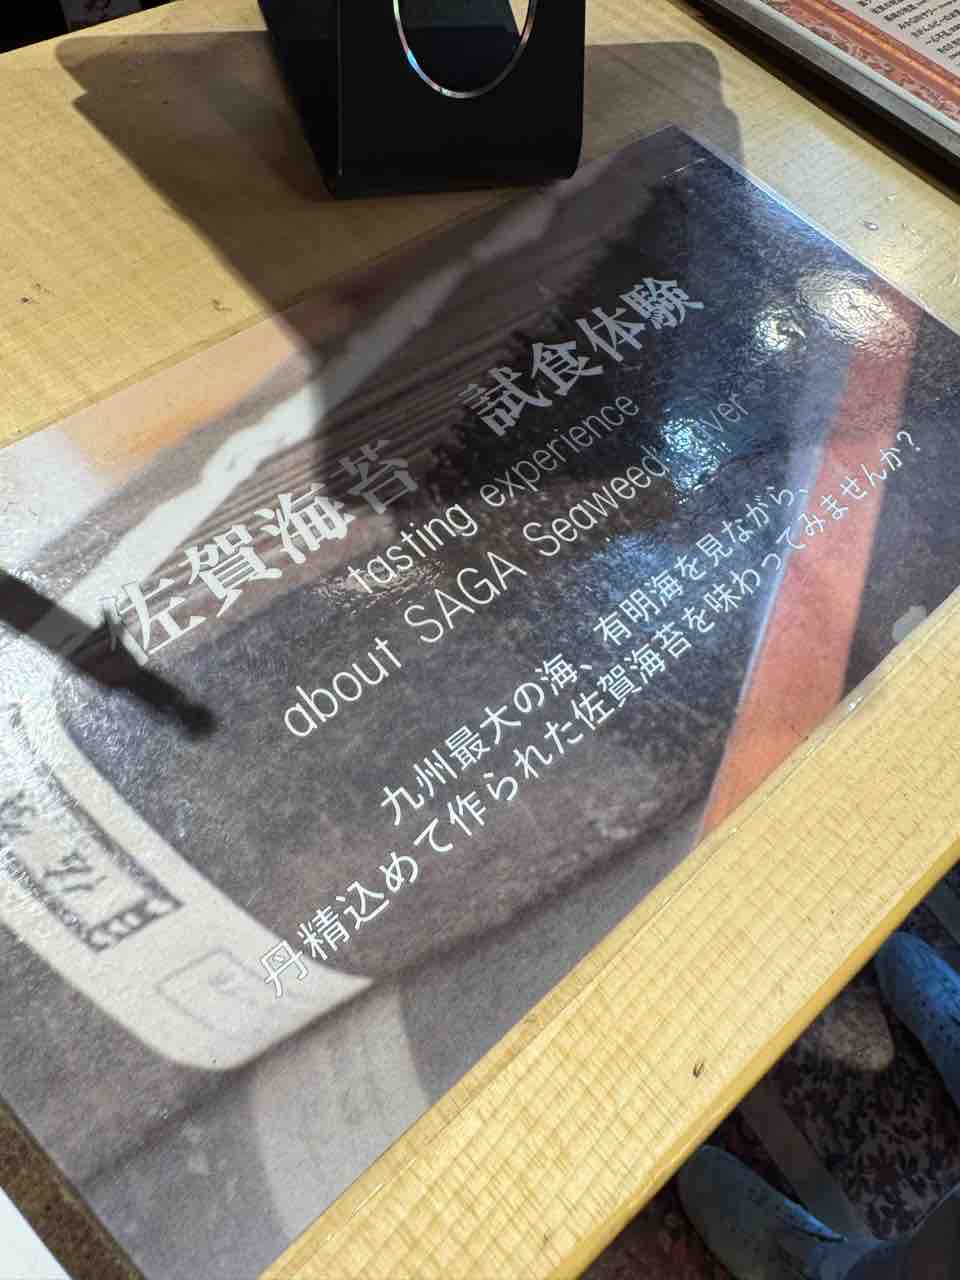 佐賀海苔 試食体験
tasting experience
about SAGA Seaweed:
九州最大の海、有明海を見ながら、
丹精込めて作られた佐賀海苔を味わってみませんか?